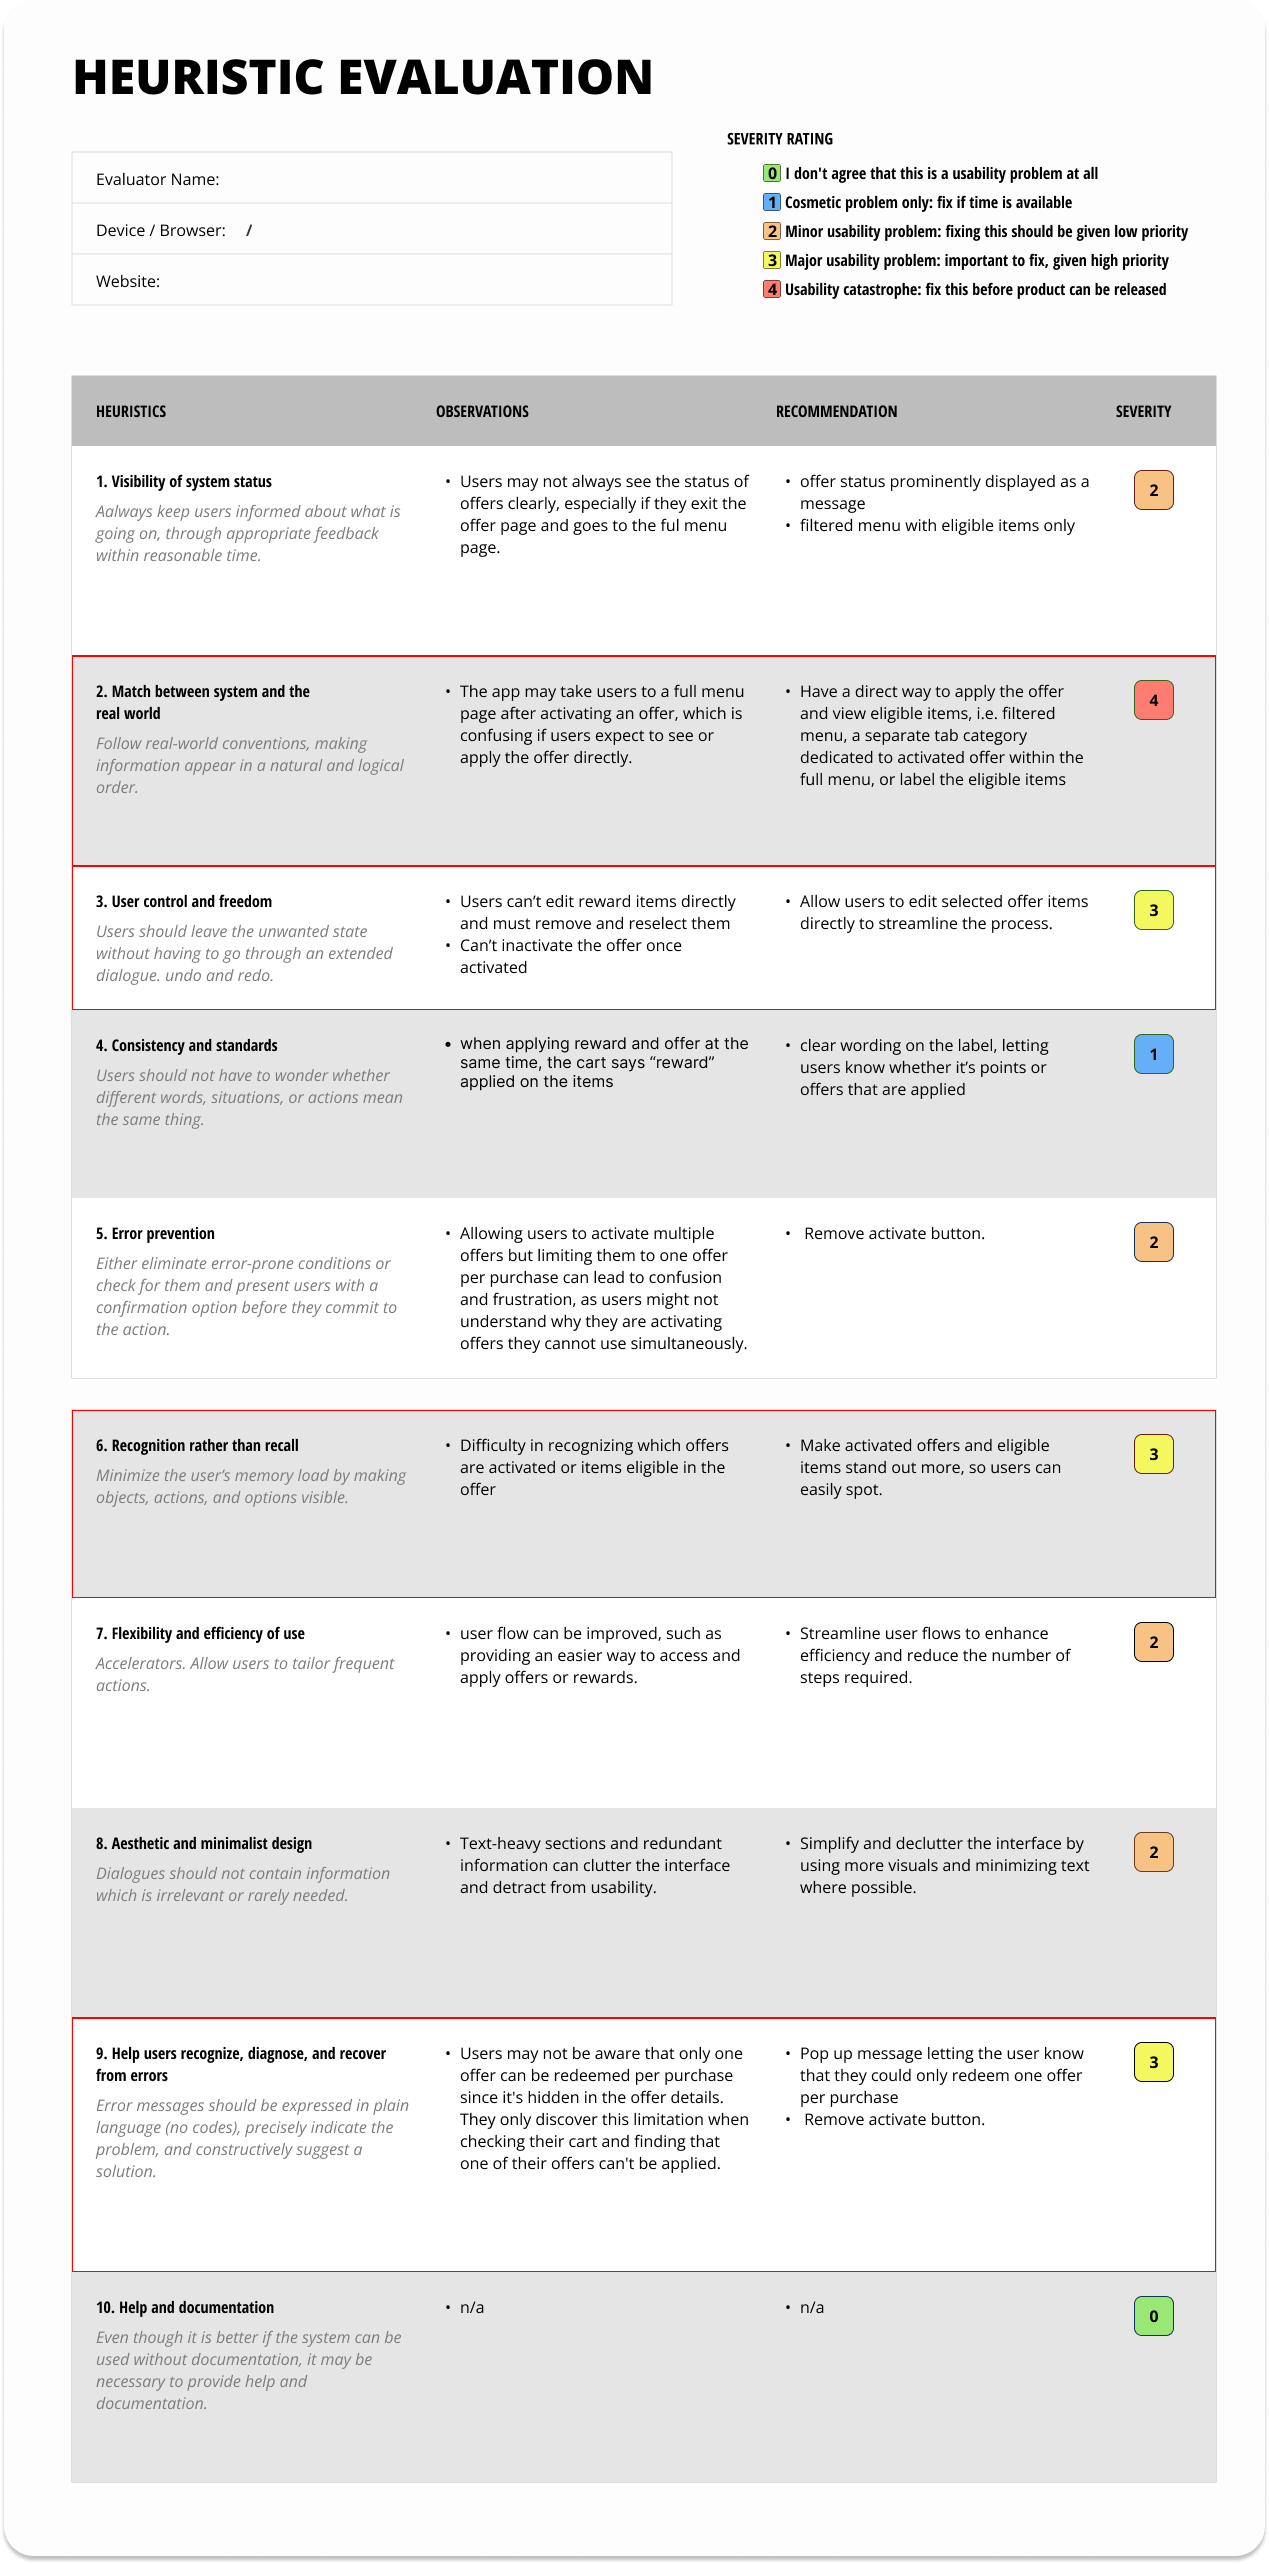 HEURISTIC EVALUATION
SEVERITY RATING
Evaluator Name:
Device / Browser: /
Website:
0 I don't agree that this is a usability problem at all
1 Cosmetic problem only: fix if time is available
2 Minor usability problem: fixing this should be given low priority
3 Major usability problem: important to fix, given high priority
4 Usability catastrophe: fix this before product can be released
HEURISTICS
OBSERVATIONS
RECOMMENDATION
SEVERITY
1. Visibility of system status
Aalways keep users informed about what is
going on, through appropriate feedback
within reasonable time.
• Users may not always see the status of
offers clearly, especially if they exit the
offer page and goes to the ful menu
page.
• offer status prominently displayed as a
message
• filtered menu with eligible items only
2
2. Match between system and the
real world
Follow real-world conventions, making
information appear in a natural and logical
order.
• The app may take users to a full menu
page after activating an offer, which is
confusing if users expect to see or
apply the offer directly.
• Have a direct way to apply the offer
and view eligible items, i.e. filtered
menu, a separate tab category
dedicated to activated offer within the
full menu, or label the eligible items
4
3. User control and freedom
Users should leave the unwanted state
without having to go through an extended
dialogue. undo and redo.
• Users can’t edit reward items directly
and must remove and reselect them
• Can’t inactivate the offer once
activated
• Allow users to edit selected offer items
directly to streamline the process.
3
4. Consistency and standards
Users should not have to wonder whether
different words, situations, or actions mean
the same thing.
• when applying reward and offer at the
same time, the cart says “reward”
applied on the items
• clear wording on the label, letting
users know whether it’s points or
offers that are applied
1
5. Error prevention
Either eliminate error-prone conditions or
check for them and present users with a
confirmation option before they commit to
the action.
• Allowing users to activate multiple
offers but limiting them to one offer
per purchase can lead to confusion
and frustration, as users might not
understand why they are activating
offers they cannot use simultaneously.
• Remove activate button.
2
6. Recognition rather than recall
Minimize the user’s memory load by making
objects, actions, and options visible.
• Difficulty in recognizing which offers
are activated or items eligible in the
offer
• Make activated offers and eligible
items stand out more, so users can
easily spot.
3
7. Flexibility and efficiency of use
Accelerators. Allow users to tailor frequent
actions.
• user flow can be improved, such as
providing an easier way to access and
apply offers or rewards.
• Streamline user flows to enhance
efficiency and reduce the number of
steps required.
2
8. Aesthetic and minimalist design
Dialogues should not contain information
which is irrelevant or rarely needed.
• Text-heavy sections and redundant
information can clutter the interface
and detract from usability.
• Simplify and declutter the interface by
using more visuals and minimizing text
where possible.
2
9. Help users recognize, diagnose, and recover
from errors
Error messages should be expressed in plain
language (no codes), precisely indicate the
problem, and constructively suggest a
solution.
• Users may not be aware that only one
offer can be redeemed per purchase
since it's hidden in the offer details.
They only discover this limitation when
checking their cart and finding that
one of their offers can't be applied.
• Pop up message letting the user know
that they could only redeem one offer
per purchase
• Remove activate button.
3
10. Help and documentation
Even though it is better if the system can be
used without documentation, it may be
necessary to provide help and
documentation.
• n/a
• n/a
0